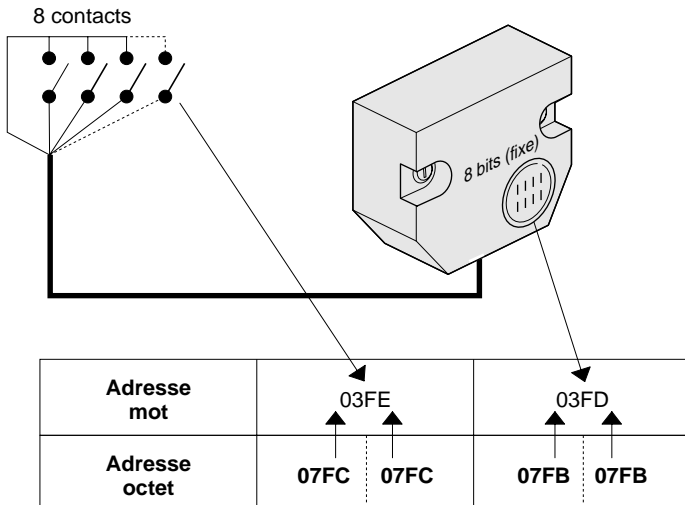 8 contacts
8 bits (fixe)
Adresse
mot
03FE
03FD
Adresse
octet
07FC
07FC
07FB
07FB